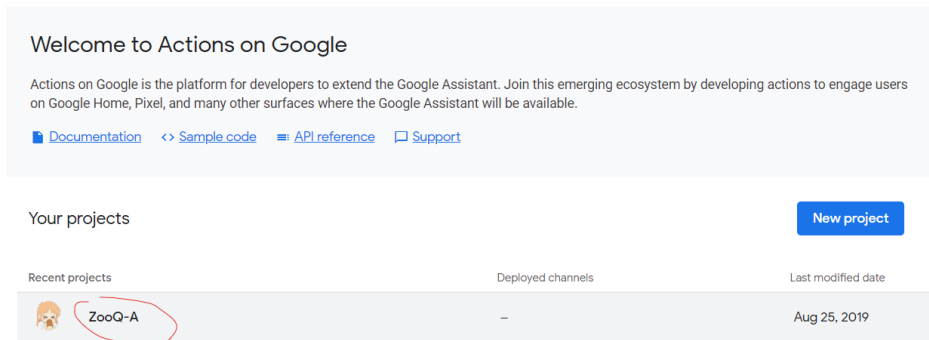 Welcome to Actions on Google
Actions on Google is the platform for developers to extend the Google Assistant. Join this emerging ecosystem by developing actions to engage users
on Google Home, Pixel, and many other surfaces where the Google Assistant will be available.
Documentation <> Sample code API reference Support
Your projects New project
Recent projects Deployed channels Last modified date
ZooQ-A – Aug 25, 2019